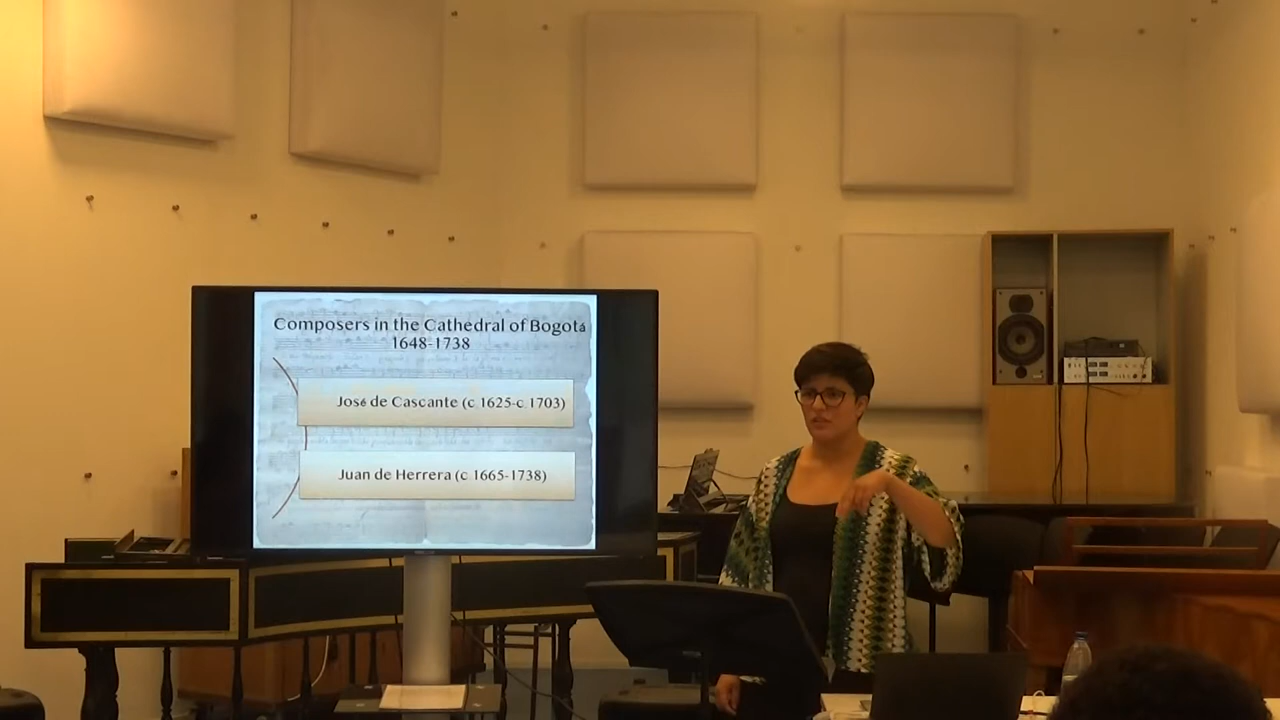 Composers in the Cathedral of Bogotá
1648-1738
José de Cascante (c 1625-c 1703)
Juan de Herrera (c 1665-1738)